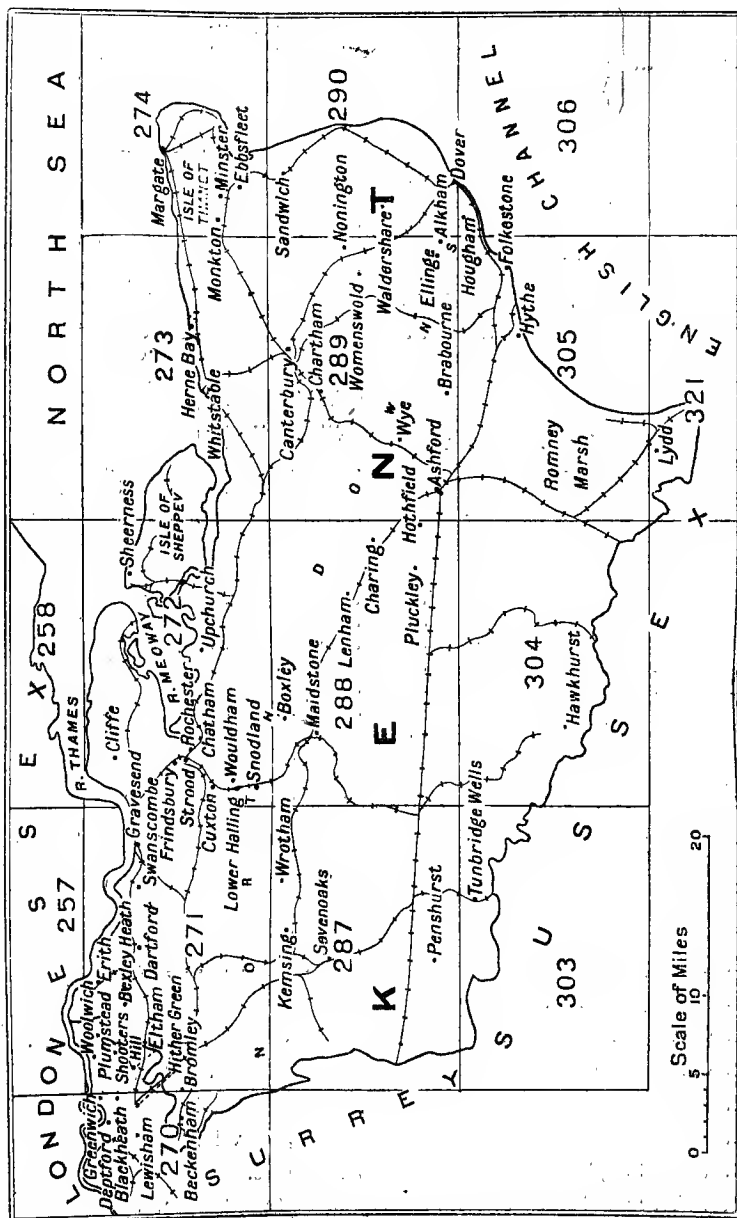 NORTH SEA
ESSEX
LONDON
SURREY
SUSSEX
ENGLISH CHANNEL
KENT
NORTH DOWNS
R. THAMES
R. MEDWAY
257
258
270
271
272
273
274
287
288
289
290
303
304
305
306
321
Woolwich
Greenwich
Deptford
Blackheath
Lewisham
Beckenham
Plumstead
Erith
Shooters Hill
Bexley Heath
Eltham
Dartford
Hither Green
Bromley
Gravesend
Swanscombe
Cliffe
Frindsbury
Strood
Rochester
Chatham
Cuxton
Wouldham
Lower Halling
Snodland
Upchurch
Sheerness
ISLE OF
SHEPPEY
Whitstable
Herne Bay
Margate
ISLE OF
THANET
Monkton
Minster
Ebbsfleet
Sandwich
Canterbury
Chartham
Womenswold
Nonington
Waldershare
Kemsing
Sevenoaks
Wrotham
Boxley
Maidstone
Lenham
Charing
Wye
Brabourne
Ellinge
Alkham
Dover
Hougham
Folkestone
Hythe
Ashford
Hothfield
Pluckley
Penshurst
Tunbridge Wells
Hawkhurst
Romney
Marsh
Lydd
Scale of Miles
0 5 10 20